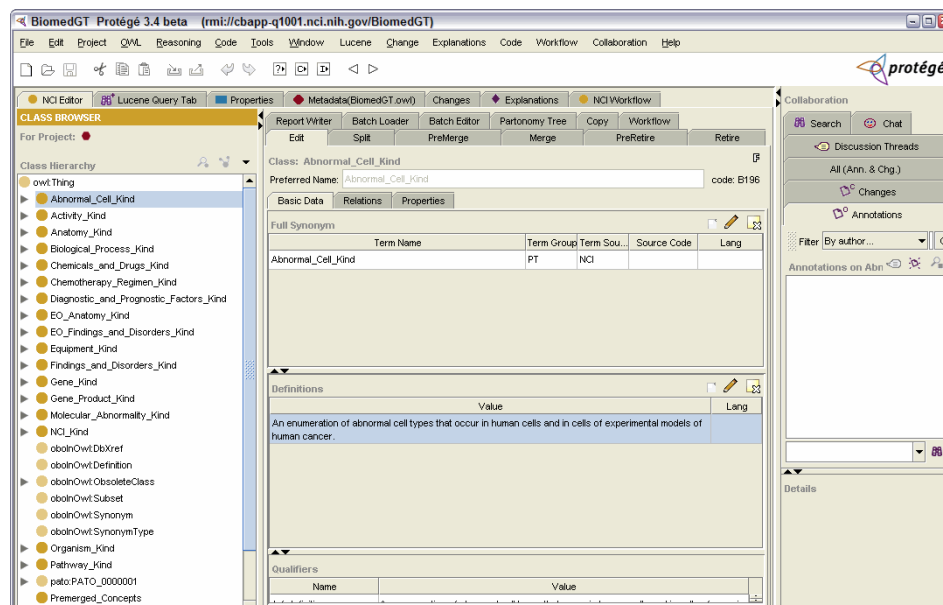 BiomedGT Protégé 3.4 beta (rmi://cbapp-q1001.nci.nih.gov/BiomedGT)
File Edit Project OWL Reasoning Code Tools Window Lucene Change Explanations Code Workflow Collaboration Help
protégé
NCI Editor Lucene Query Tab Properties Metadata(BiomedGT.owl) Changes Explanations NCI Workflow
CLASS BROWSER
For Project:
Class Hierarchy
owl:Thing
Abnormal_Cell_Kind
Activity_Kind
Anatomy_Kind
Biological_Process_Kind
Chemicals_and_Drugs_Kind
Chemotherapy_Regimen_Kind
Diagnostic_and_Prognostic_Factors_Kind
EO_Anatomy_Kind
EO_Findings_and_Disorders_Kind
Equipment_Kind
Findings_and_Disorders_Kind
Gene_Kind
Gene_Product_Kind
Molecular_Abnormality_Kind
NCI_Kind
oboInOwl:DbXref
oboInOwl:Definition
oboInOwl:ObsoleteClass
oboInOwl:Subset
oboInOwl:Synonym
oboInOwl:SynonymType
Organism_Kind
Pathway_Kind
pato:PATO_0000001
Premerged_Concepts
Report Writer Batch Loader Batch Editor Partonomy Tree Copy Workflow
Edit Split PreMerge Merge PreRetire Retire
Class: Abnormal_Cell_Kind
Preferred Name: Abnormal_Cell_Kind code: B196
Basic Data Relations Properties
Full Synonym
Term Name Term Group Term Sou... Source Code Lang
Abnormal_Cell_Kind PT NCI
Definitions
Value Lang
An enumeration of abnormal cell types that occur in human cells and in cells of experimental models of
human cancer.
Qualifiers
Name Value
Collaboration
Search Chat
Discussion Threads
All (Ann. & Chg.)
Changes
Annotations
Filter By author...
Annotations on Abn
Details